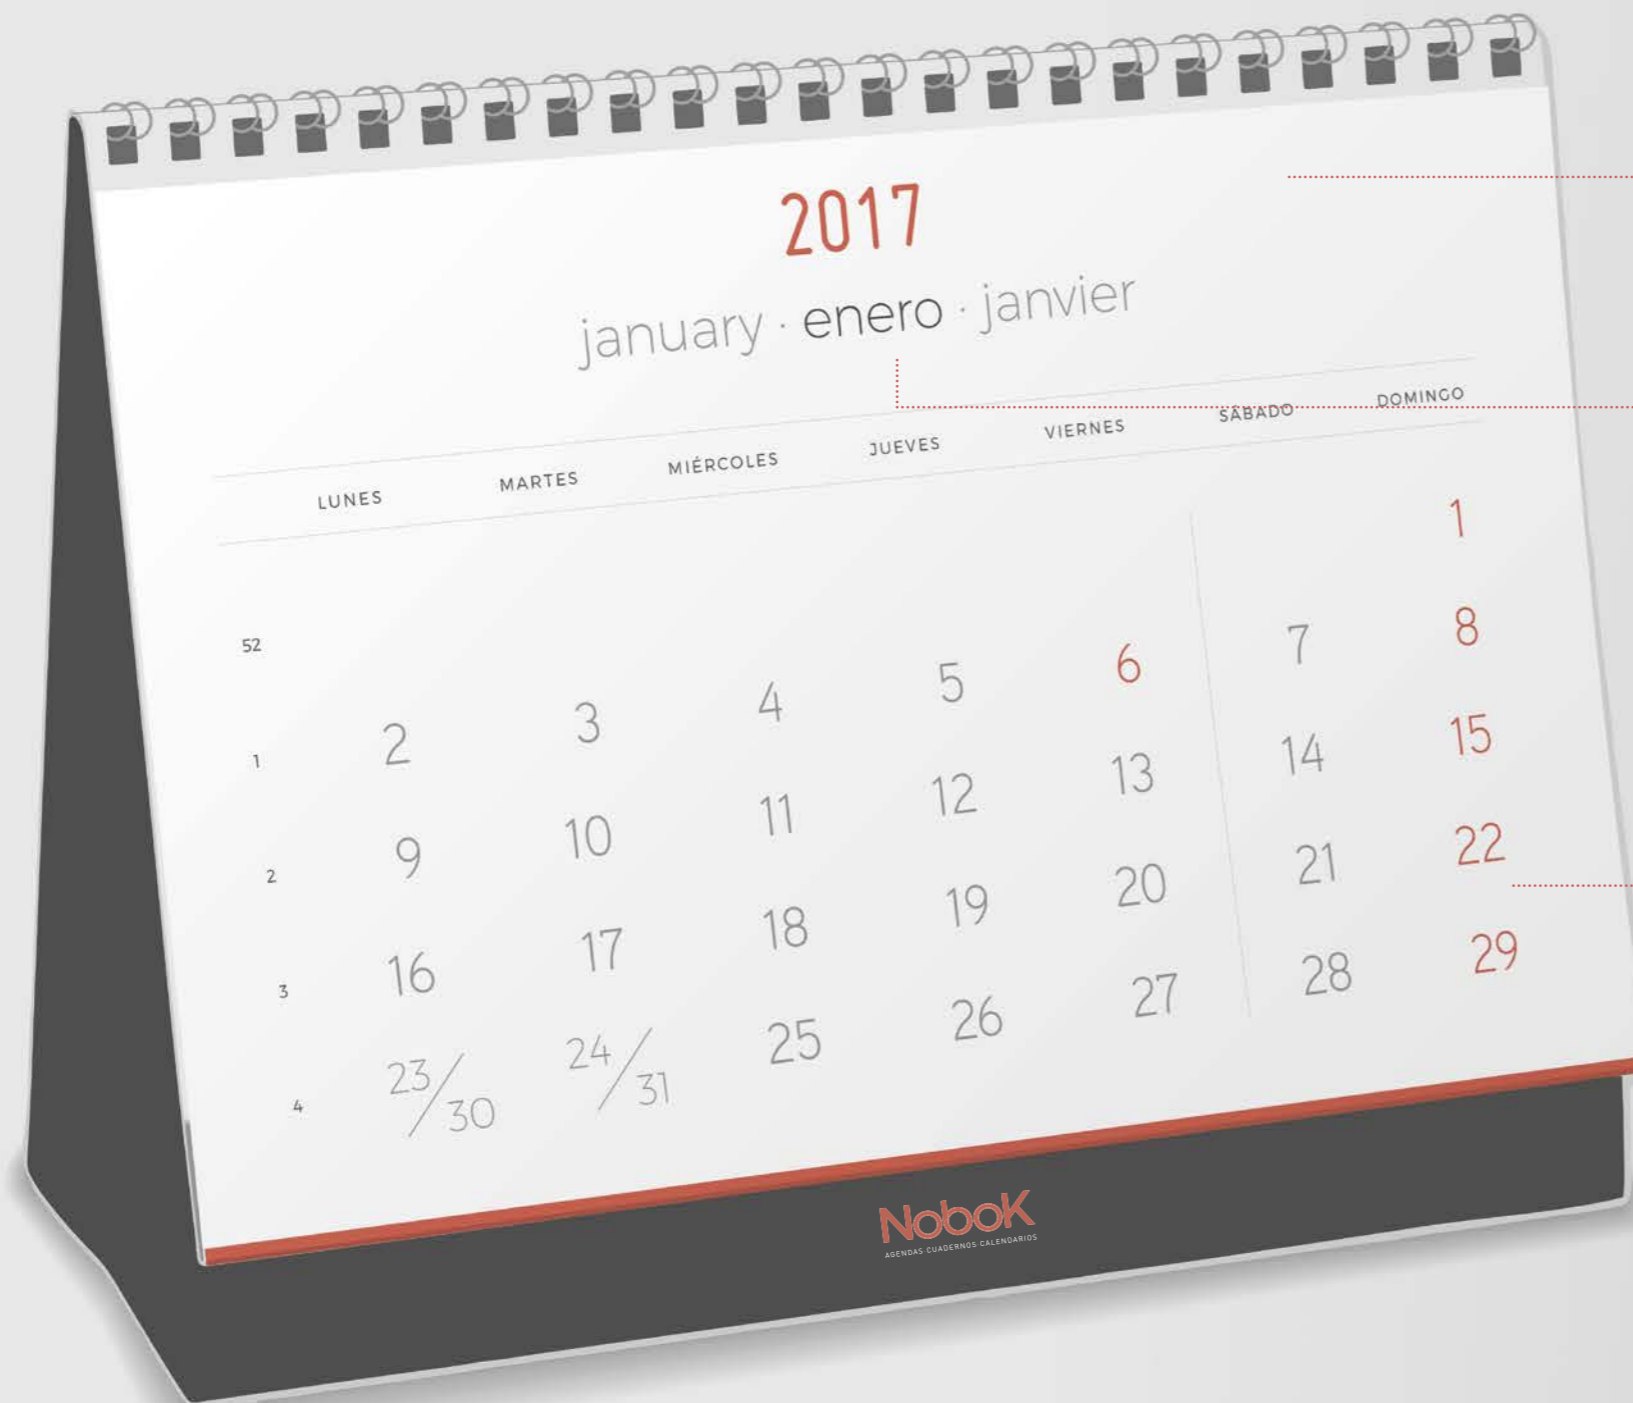 2017
january · enero · janvier
LUNES MARTES MIÉRCOLES JUEVES VIERNES SÁBADO DOMINGO
52 1
1 2 3 4 5 6 7 8
2 9 10 11 12 13 14 15
3 16 17 18 19 20 21 22
4 23/30 24/31 25 26 27 28 29
NoboK
AGENDAS CUADERNOS CALENDARIOS